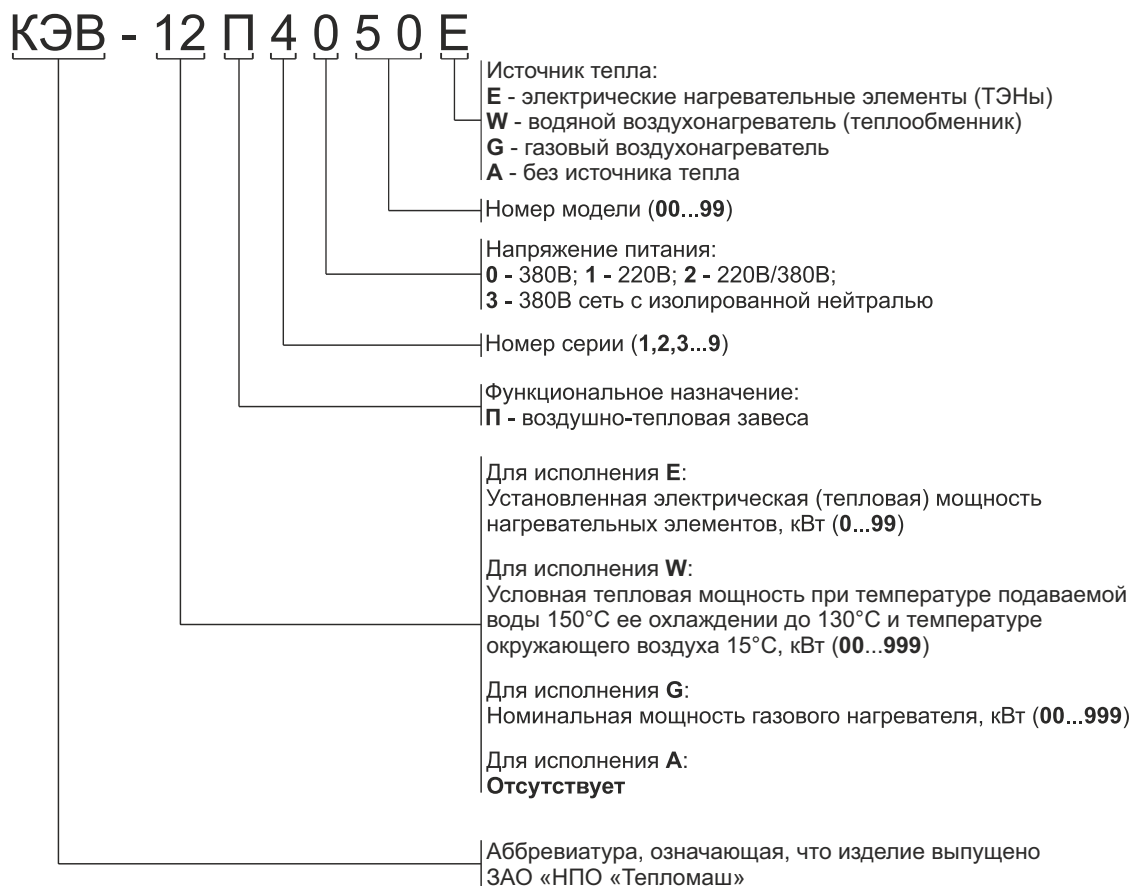 КЭВ - 12 П 4 0 5 0 Е
Источник тепла:
Е - электрические нагревательные элементы (ТЭНы)
W - водяной воздухонагреватель (теплообменник)
G - газовый воздухонагреватель
А - без источника тепла
Номер модели (00...99)
Напряжение питания:
0 - 380В; 1 - 220В; 2 - 220В/380В;
3 - 380В сеть с изолированной нейтралью
Номер серии (1,2,3...9)
Функциональное назначение:
П - воздушно-тепловая завеса
Для исполнения Е:
Установленная электрическая (тепловая) мощность
нагревательных элементов, кВт (0...99)
Для исполнения W:
Условная тепловая мощность при температуре подаваемой
воды 150°С ее охлаждении до 130°С и температуре
окружающего воздуха 15°С, кВт (00...999)
Для исполнения G:
Номинальная мощность газового нагревателя, кВт (00...999)
Для исполнения А:
Отсутствует
Аббревиатура, означающая, что изделие выпущено
ЗАО «НПО «Тепломаш»